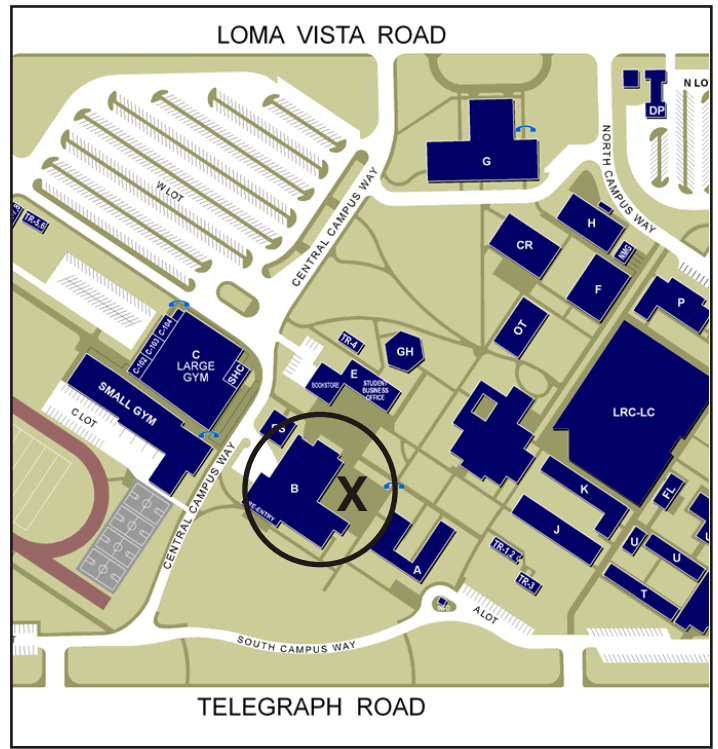 LOMA VISTA ROAD
N LO
DP
W LOT
CENTRAL CAMPUS WAY
NORTH CAMPUS WAY
G
H
CR
NMG
F
P
TR-5,6
OT
TR-4
GH
C-104
C-103
C-102
C
LARGE
GYM
SHC
E
BOOKSTORE
STUDENT
BUSINESS
OFFICE
SMALL GYM
C LOT
LRC-LC
B
X
RE-ENTRY
CENTRAL CAMPUS WAY
K
FL
J
U
U
A
TR-1,2
TR-3
T
INFO
A LOT
SOUTH CAMPUS WAY
TELEGRAPH ROAD